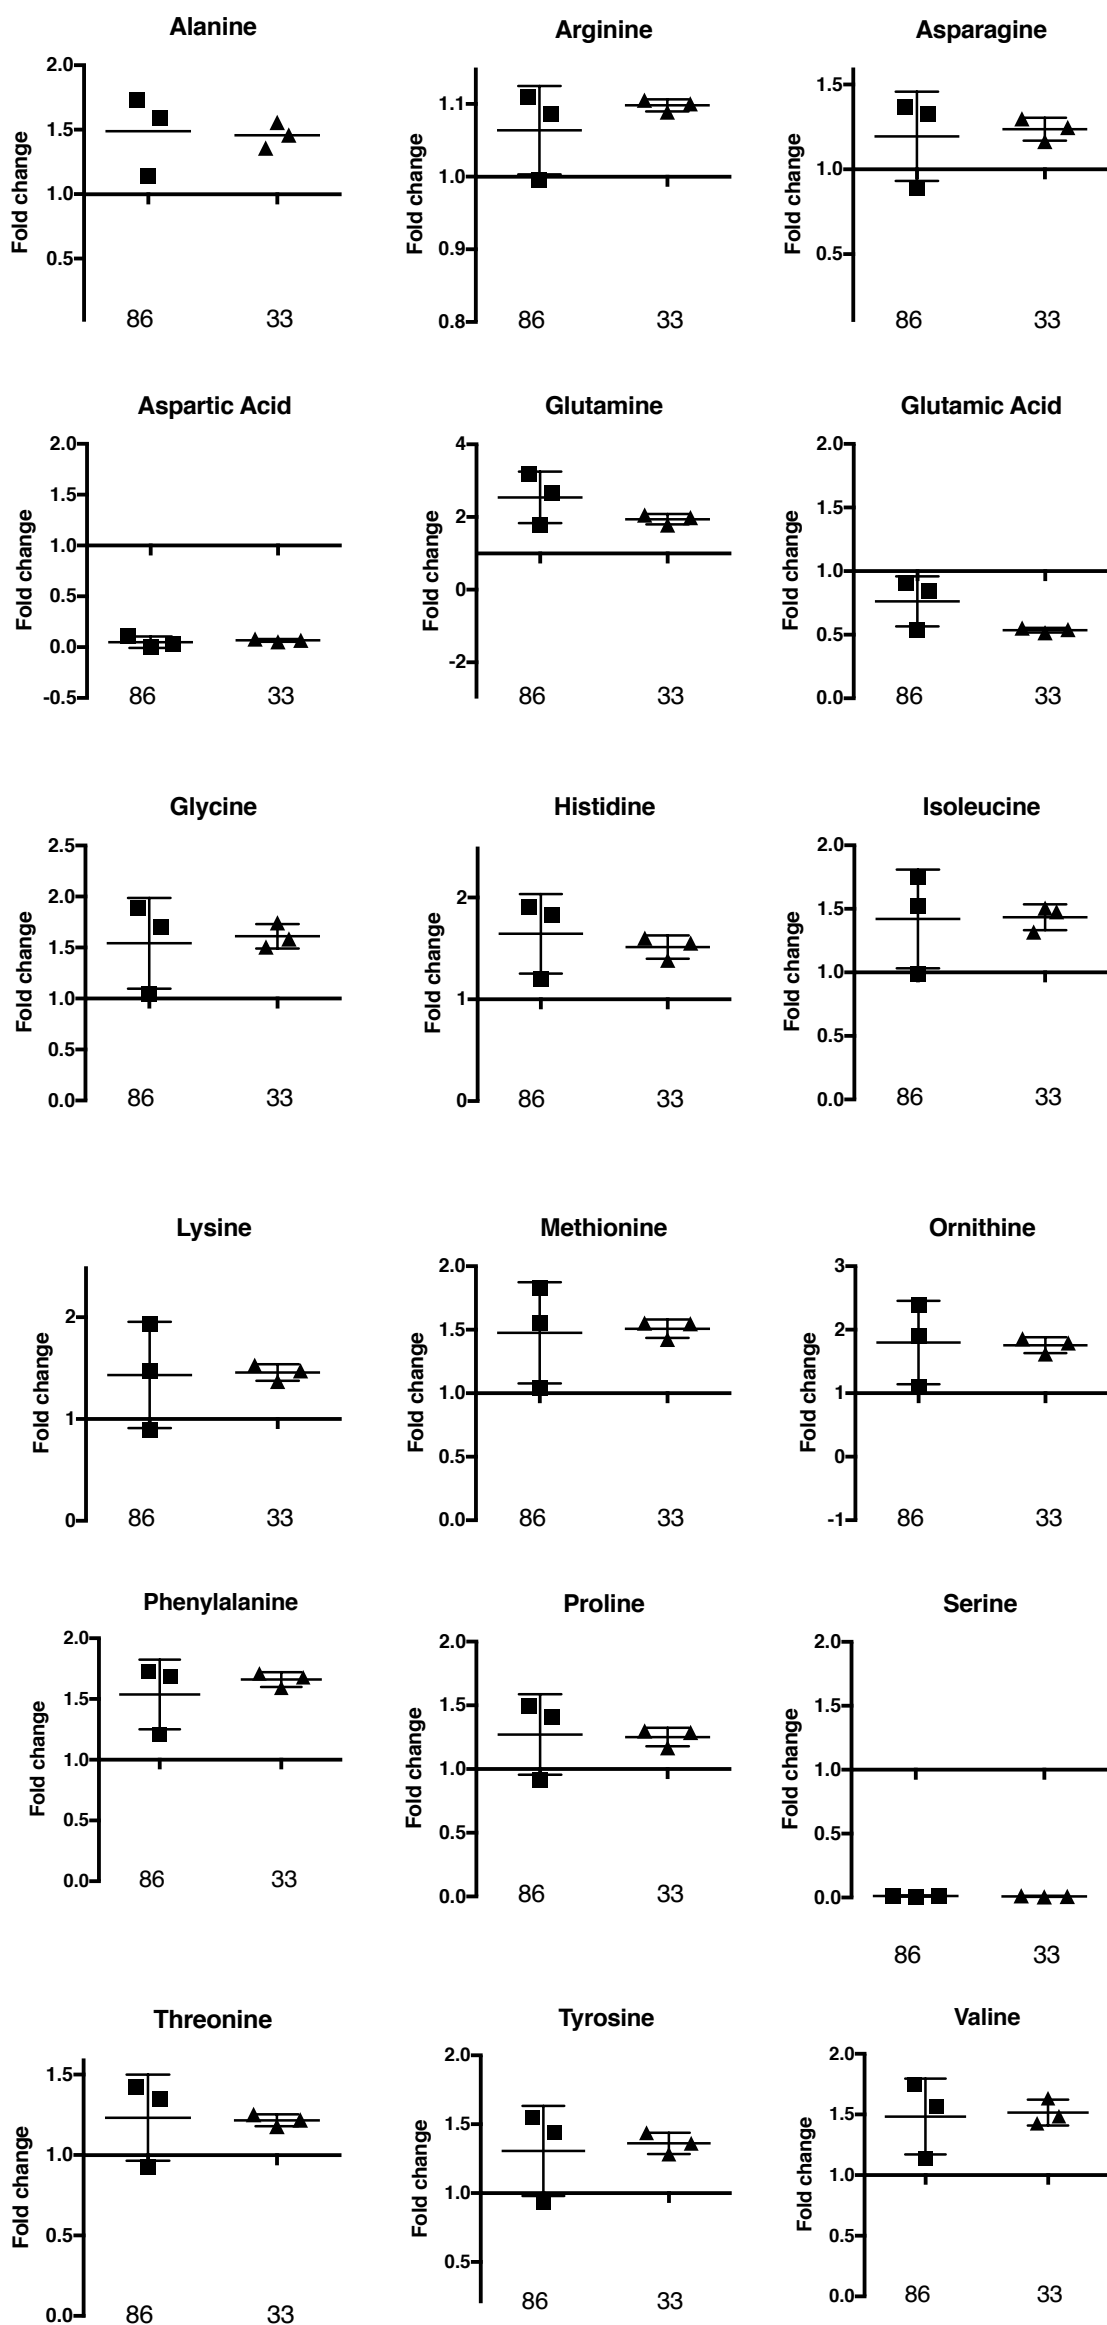 Alanine
2.0
1.5
1.0
0.5
Fold change
86 33
Arginine
1.1
1.0
0.9
0.8
Fold change
86 33
Asparagine
1.5
1.0
0.5
Fold change
86 33
Aspartic Acid
2.0
1.5
1.0
0.5
0.0
-0.5
Fold change
86 33
Glutamine
4
2
0
-2
Fold change
86 33
Glutamic Acid
2.0
1.5
1.0
0.5
0.0
Fold change
86 33
Glycine
2.5
2.0
1.5
1.0
0.5
0.0
Fold change
86 33
Histidine
2
1
0
Fold change
86 33
Isoleucine
2.0
1.5
1.0
0.5
0.0
Fold change
86 33
Lysine
2
1
0
Fold change
86 33
Methionine
2.0
1.5
1.0
0.5
0.0
Fold change
86 33
Ornithine
3
2
1
0
-1
Fold change
86 33
Phenylalanine
2.0
1.5
1.0
0.5
0.0
Fold change
86 33
Proline
2.0
1.5
1.0
0.5
0.0
Fold change
86 33
Serine
2.0
1.5
1.0
0.5
0.0
Fold change
86 33
Threonine
1.5
1.0
0.5
0.0
Fold change
86 33
Tyrosine
2.0
1.5
1.0
0.5
Fold change
86 33
Valine
2.0
1.5
1.0
0.5
0.0
Fold change
86 33